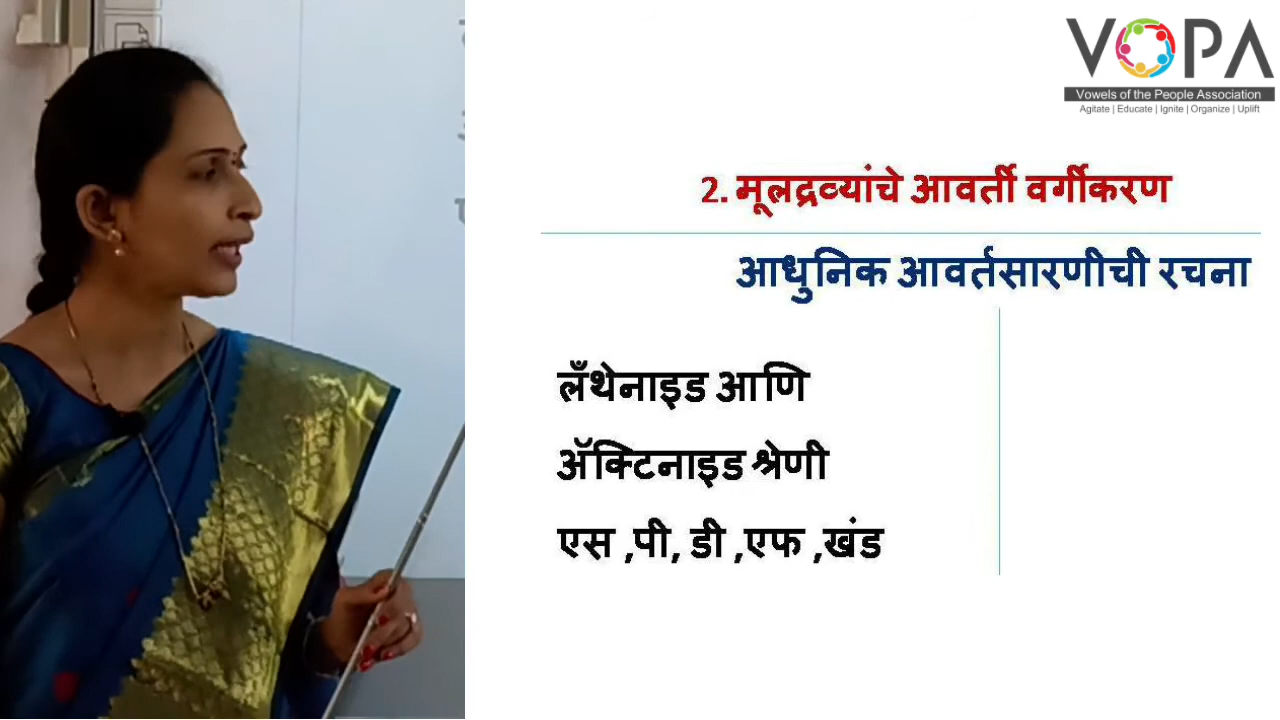 VOPA
Vowels of the People Association
Agitate | Educate | Ignite | Organize | Uplift
2. मूलद्रव्यांचे आवर्ती वर्गीकरण
आधुनिक आवर्तसारणीची रचना
लँथेनाइड आणि
ॲक्टिनाइड श्रेणी
एस ,पी, डी ,एफ ,खंड